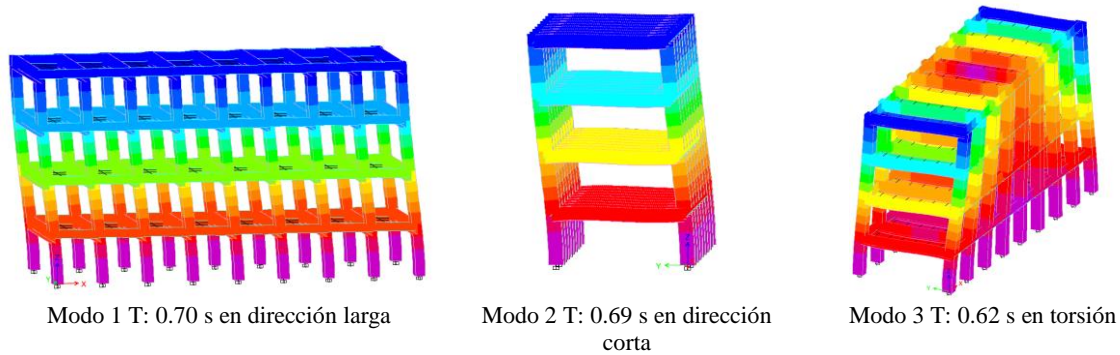 Modo 1 T: 0.70 s en dirección larga
Modo 2 T: 0.69 s en dirección
corta
Modo 3 T: 0.62 s en torsión